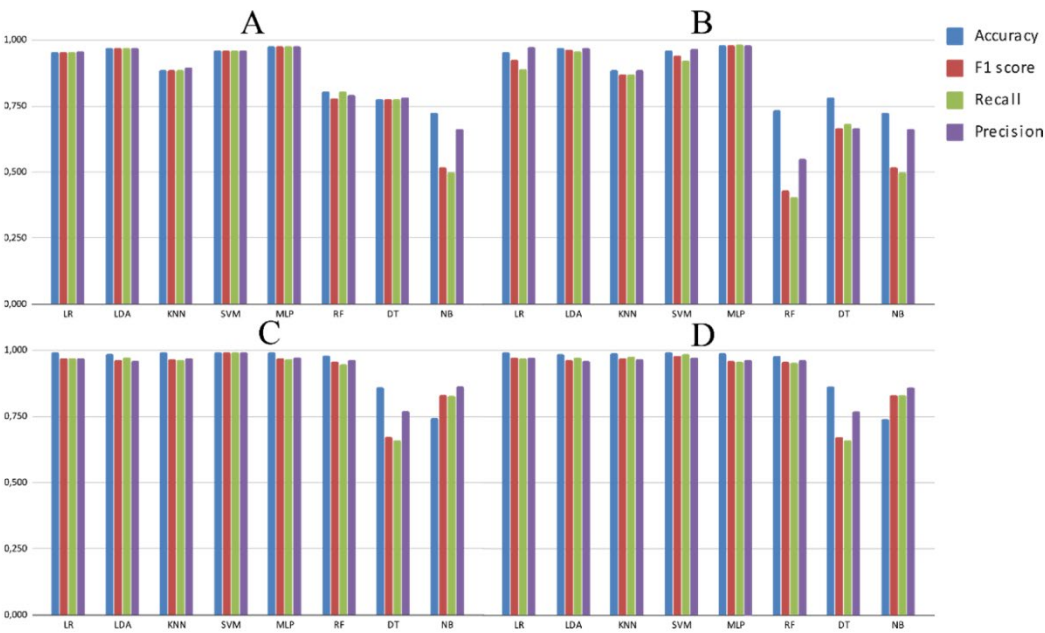 A
B
1,000
0,750
0,500
0,250
0,000
LR LDA KNN SVM MLP RF DT NB LR LDA KNN SVM MLP RF DT NB
Accuracy
F1 score
Recall
Precision
C
D
1,000
0,750
0,500
0,250
0,000
LR LDA KNN SVM MLP RF DT NB LR LDA KNN SVM MLP RF DT NB